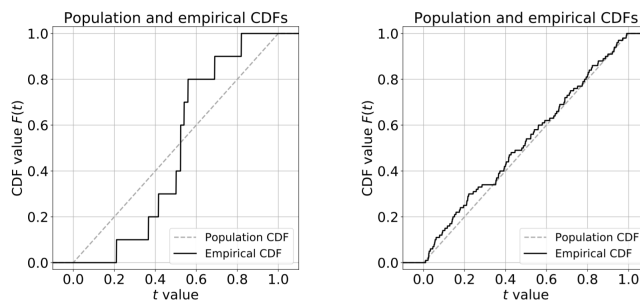 Population and empirical CDFs
1.0
0.8
0.6
0.4
0.2
0.0
CDF value F(t)
Population CDF
Empirical CDF
0.0 0.2 0.4 0.6 0.8 1.0
t value
Population and empirical CDFs
1.0
0.8
0.6
0.4
0.2
0.0
CDF value F(t)
Population CDF
Empirical CDF
0.0 0.2 0.4 0.6 0.8 1.0
t value